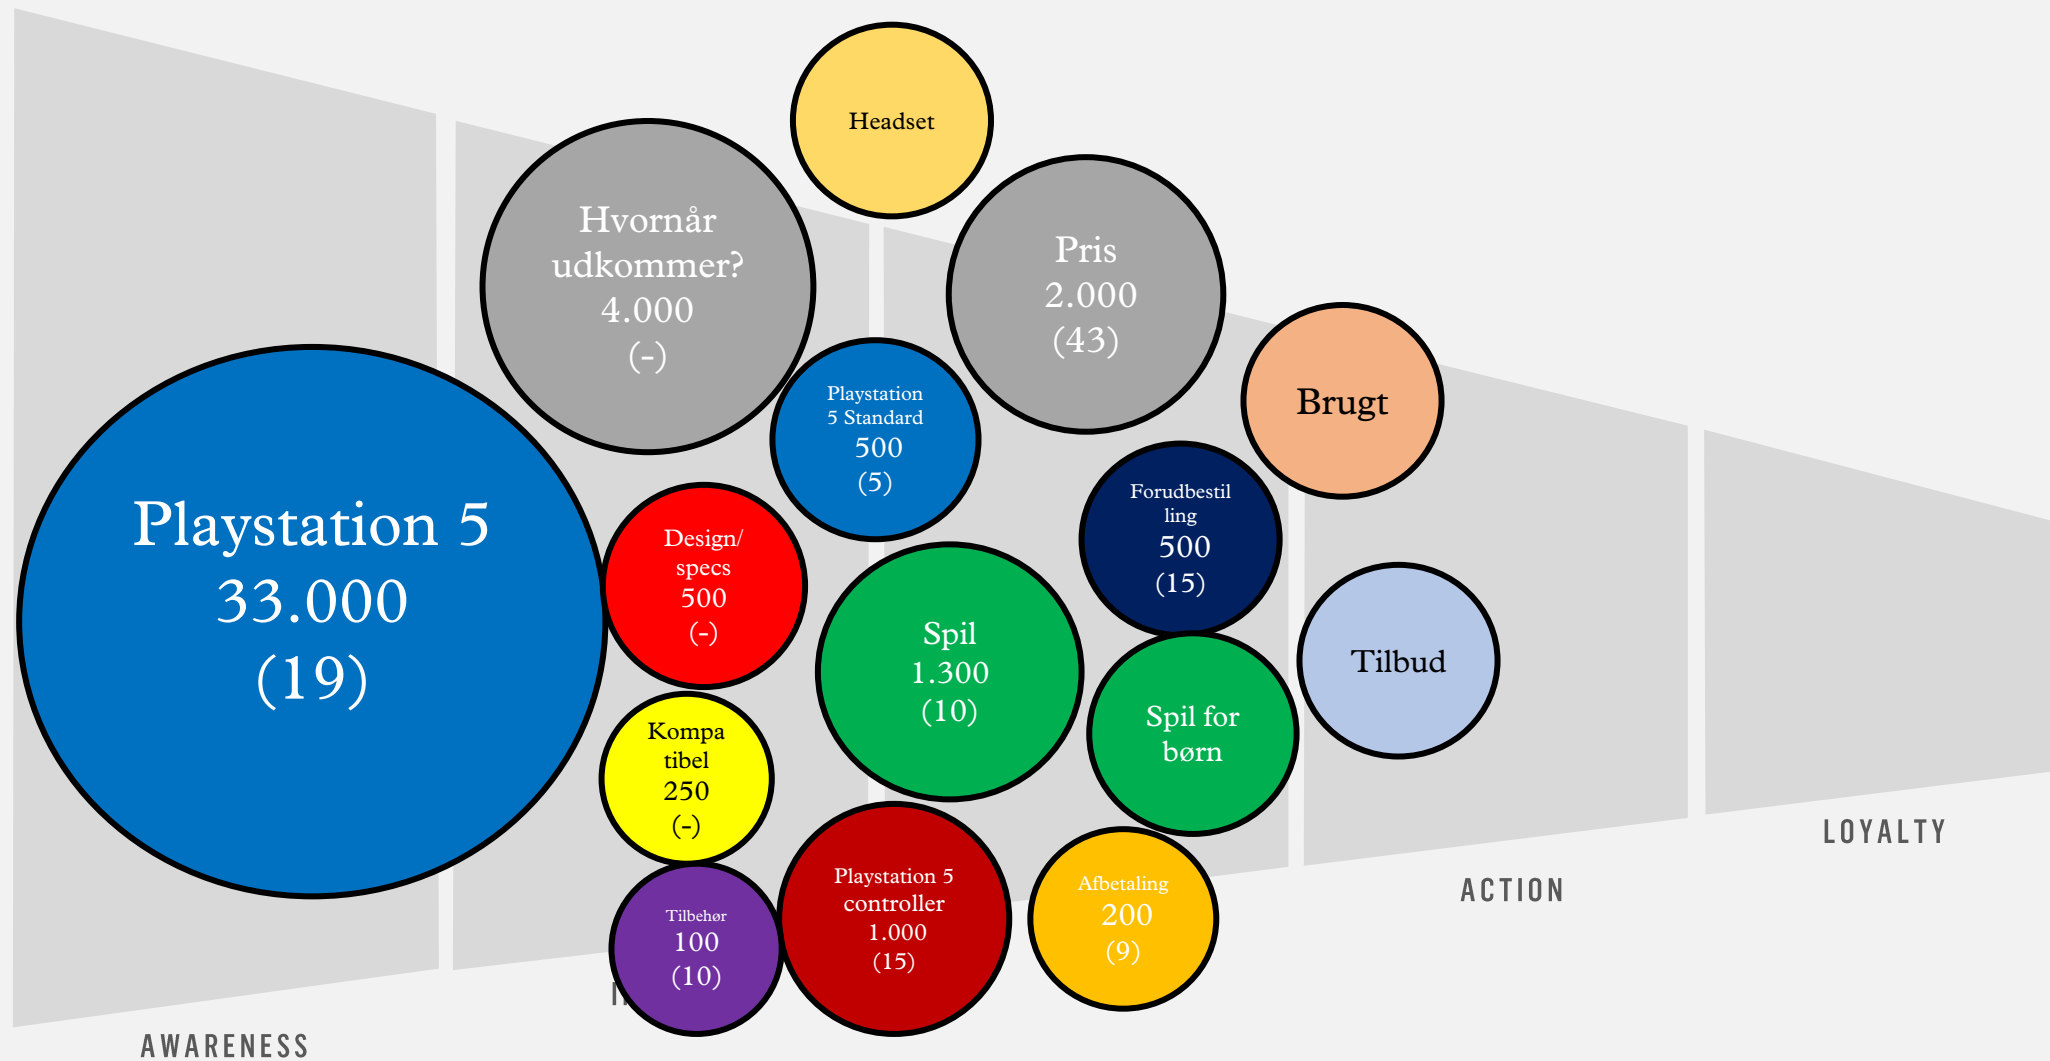 Headset
Hvornår
udkommer?
4.000
(-)
Pris
2.000
(43)
Brugt
Playstation
5 Standard
500
(5)
Playstation 5
33.000
(19)
Design/
specs
500
(-)
Forudbestil
ling
500
(15)
Spil
1.300
(10)
Tilbud
Spil for
børn
Kompa
tibel
250
(-)
Playstation 5
controller
1.000
(15)
Afbetaling
200
(9)
Tilbehør
100
(10)
LOYALTY
ACTION
AWARENESS